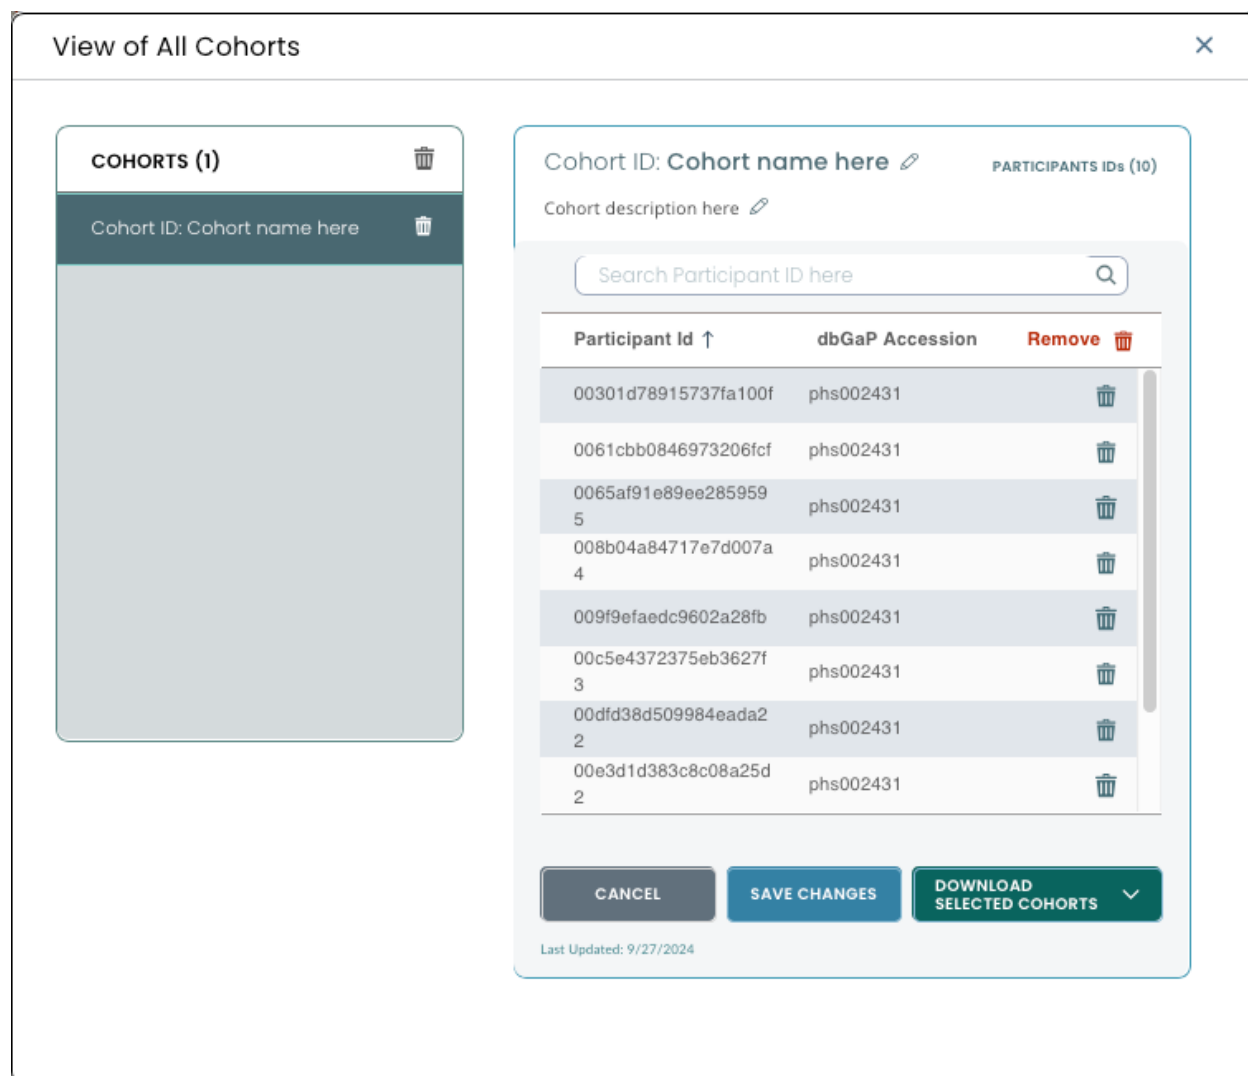 View of All Cohorts
COHORTS (1)
Cohort ID: Cohort name here
Cohort ID: Cohort name here
PARTICIPANTS IDs (10)
Cohort description here
Search Participant ID here
Participant Id ↑ dbGaP Accession Remove
00301d78915737fa100f phs002431
0061cbb0846973206fcf phs002431
0065af91e89ee285959
5
phs002431
008b04a84717e7d007a
4
phs002431
009f9efaedc9602a28fb phs002431
00c5e4372375eb3627f
3
phs002431
00dfd38d509984eada2
2
phs002431
00e3d1d383c8c08a25d
2
phs002431
CANCEL
SAVE CHANGES
DOWNLOAD
SELECTED COHORTS
Last Updated: 9/27/2024